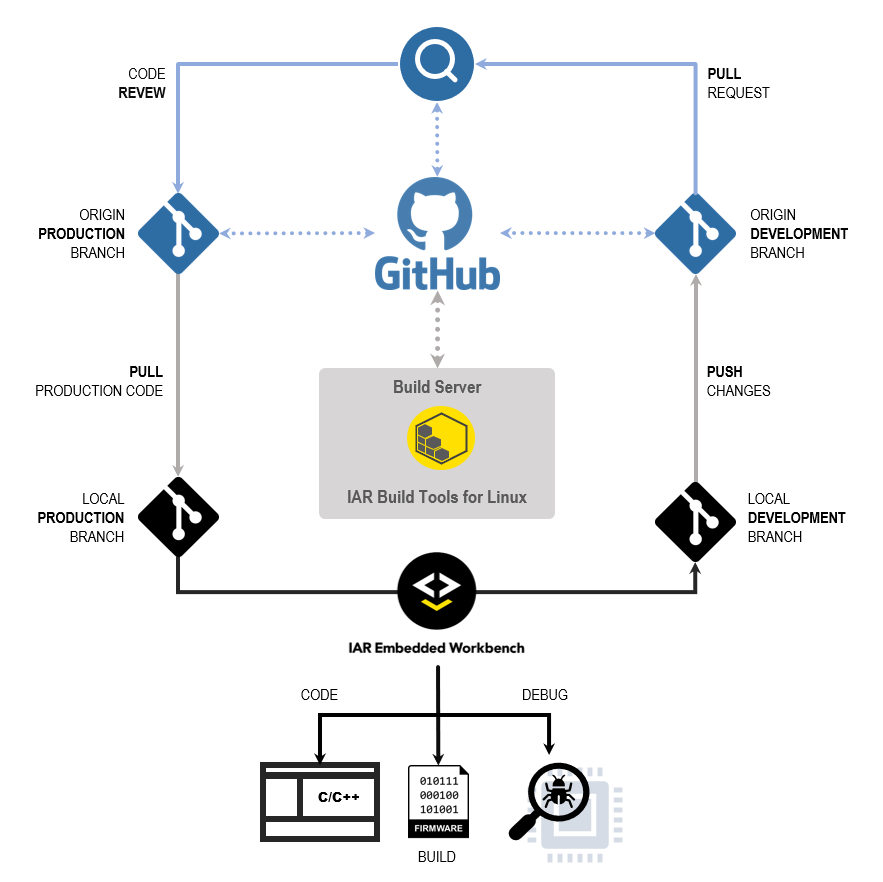 CODE
REVEW
PULL
REQUEST
ORIGIN
PRODUCTION
BRANCH
GitHub
ORIGIN
DEVELOPMENT
BRANCH
PULL
PRODUCTION CODE
Build Server
IAR Build Tools for Linux
PUSH
CHANGES
LOCAL
PRODUCTION
BRANCH
LOCAL
DEVELOPMENT
BRANCH
IAR Embedded Workbench
CODE
DEBUG
C/C++
010111
000100
101001
FIRMWARE
BUILD